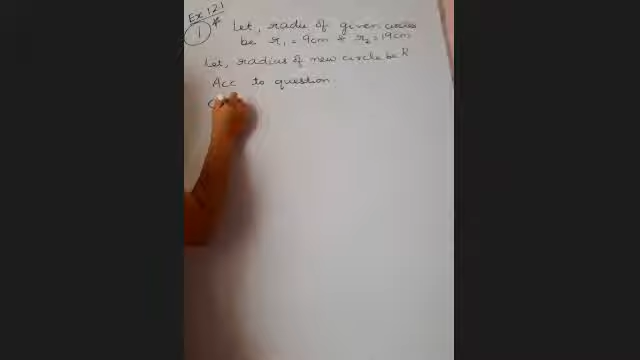 Ex 12.1
1 * Let, radii of given circles
be r₁ = 9cm & r₂ = 19cm
Let, radius of new circle be R
Acc to question